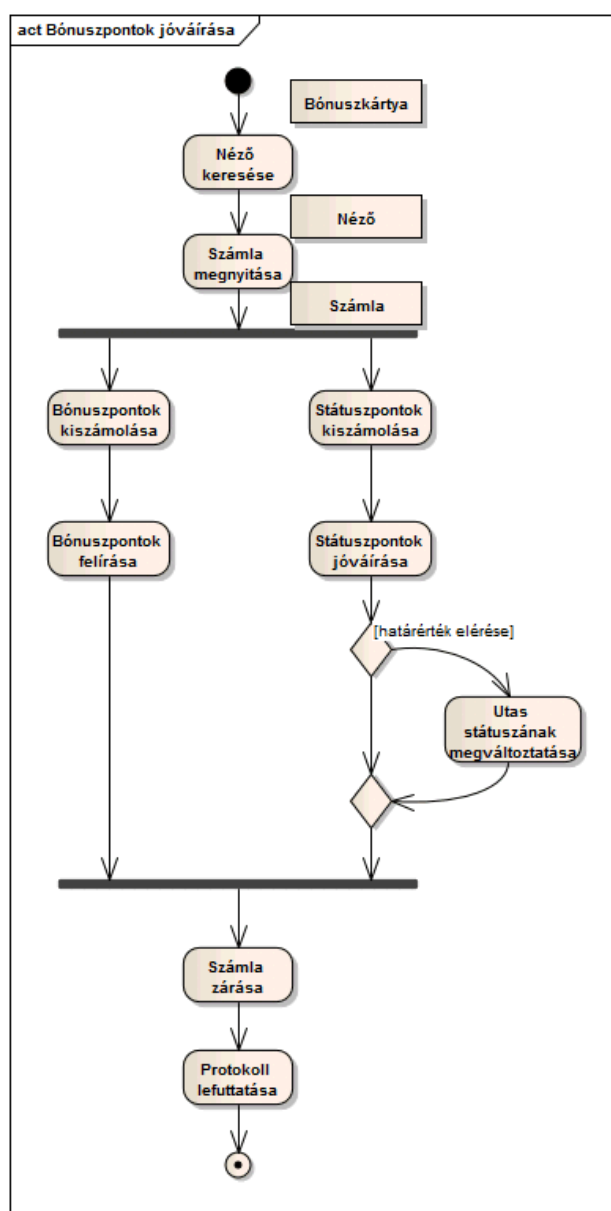 act Bónuszpontok jóváírása
Bónuszkártya
Néző
keresése
Néző
Számla
megnyitása
Számla
Bónuszpontok
kiszámolása
Státuszpontok
kiszámolása
Bónuszpontok
felírása
Státuszpontok
jóváírása
[határérték elérése]
Utas
státuszának
megváltoztatása
Számla
zárása
Protokoll
lefuttatása